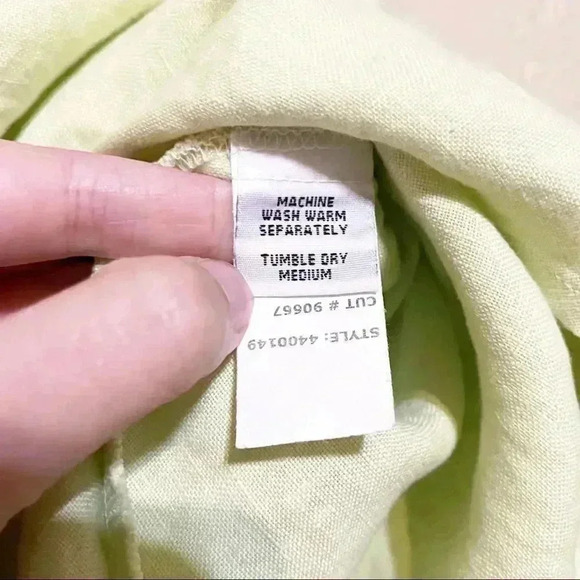 MACHINE
WASH WARM
SEPARATELY
TUMBLE DRY
MEDIUM
CUT # 90667
STYLE: 4400149